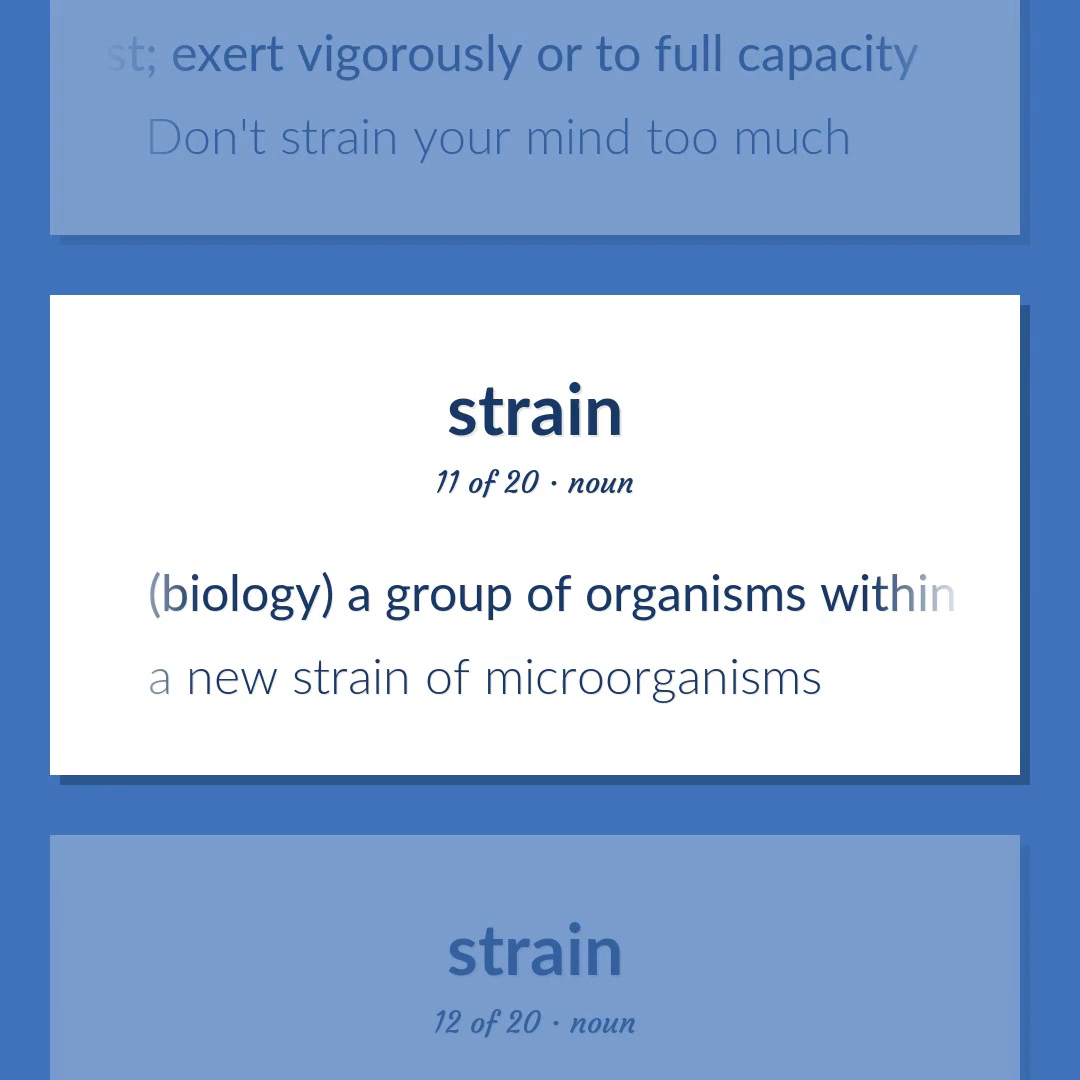 st; exert vigorously or to full capacity
Don't strain your mind too much
strain
11 of 20 · noun
(biology) a group of organisms within
a new strain of microorganisms
strain
12 of 20 · noun